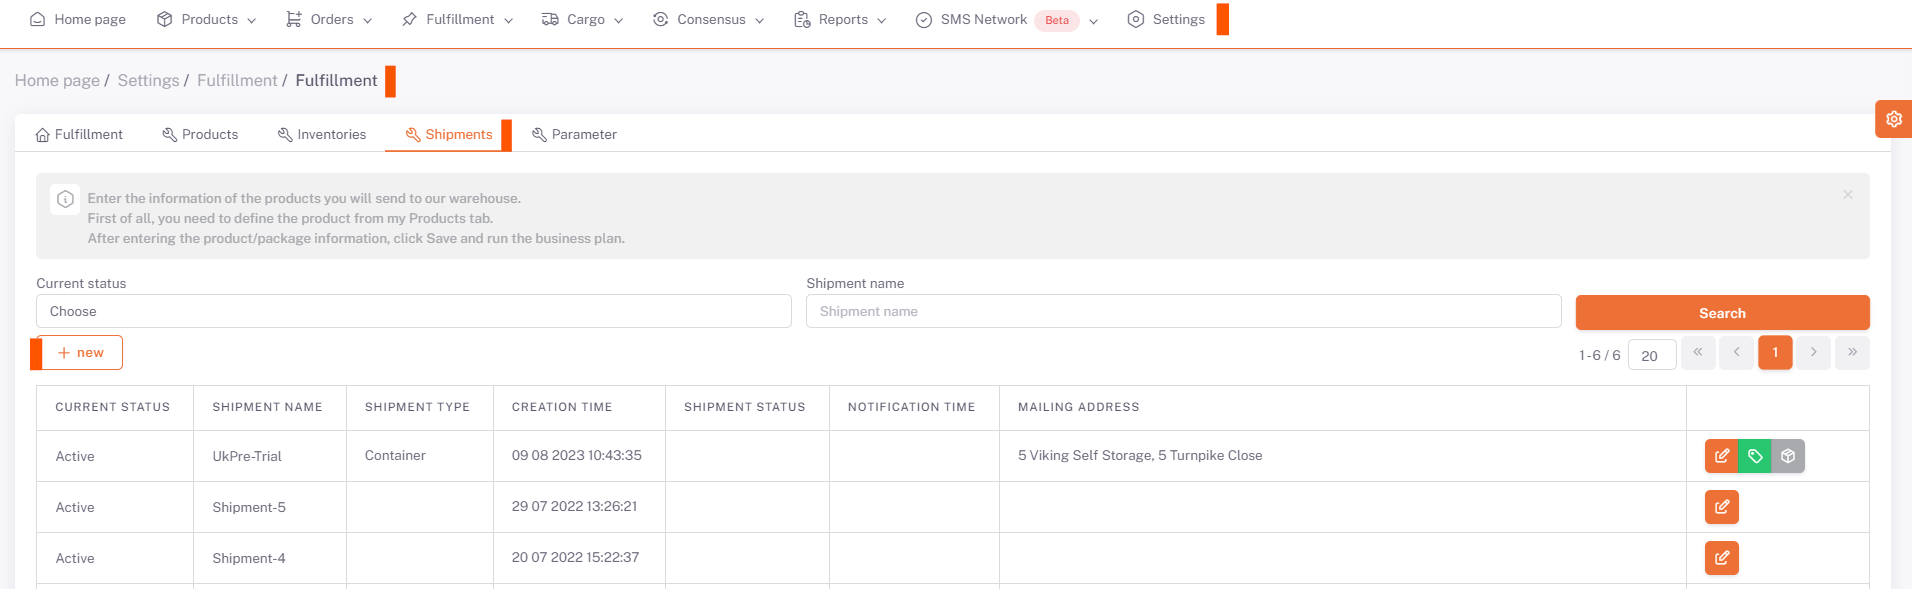 Home page Products Orders Fulfillment Cargo Consensus Reports SMS Network Beta Settings
Home page / Settings / Fulfillment / Fulfillment
Fulfillment Products Inventories Shipments Parameter
Enter the information of the products you will send to our warehouse.
First of all, you need to define the product from my Products tab.
After entering the product/package information, click Save and run the business plan.
Current status Shipment name
Choose Shipment name Search
+ new 1 - 6 / 6 20 « < 1 > »
CURRENT STATUS SHIPMENT NAME SHIPMENT TYPE CREATION TIME SHIPMENT STATUS NOTIFICATION TIME MAILING ADDRESS
Active UkPre-Trial Container 09 08 2023 10:43:35 5 Viking Self Storage, 5 Turnpike Close
Active Shipment-5 29 07 2022 13:26:21
Active Shipment-4 20 07 2022 15:22:37